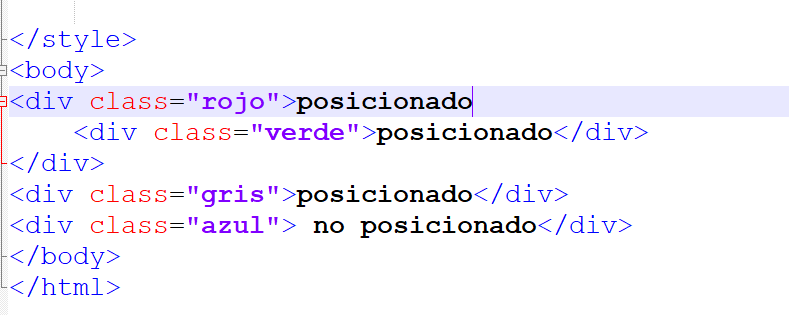 </style>
<body>
<div class="rojo">posicionado
    <div class="verde">posicionado</div>
</div>
<div class="gris">posicionado</div>
<div class="azul"> no posicionado</div>
</body>
</html>